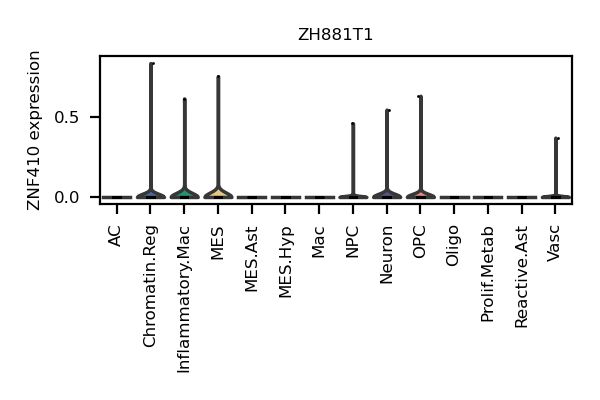 ZH881T1
ZNF410 expression
0.5
0.0
AC
Chromatin.Reg
Inflammatory.Mac
MES
MES.Ast
MES.Hyp
Mac
NPC
Neuron
OPC
Oligo
Prolif.Metab
Reactive.Ast
Vasc